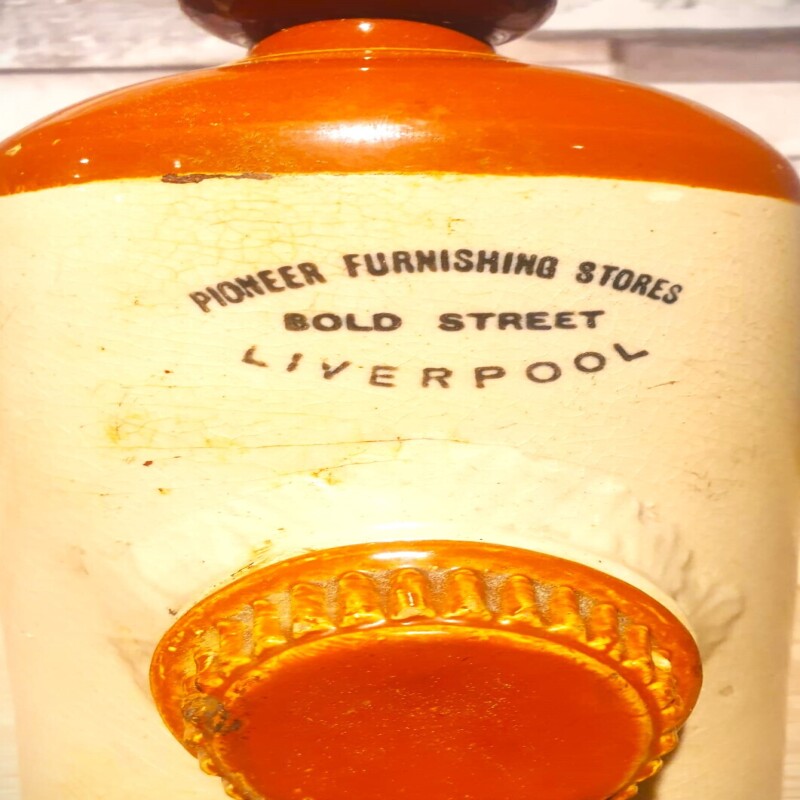 PIONEER FURNISHING STORES
BOLD STREET
LIVERPOOL